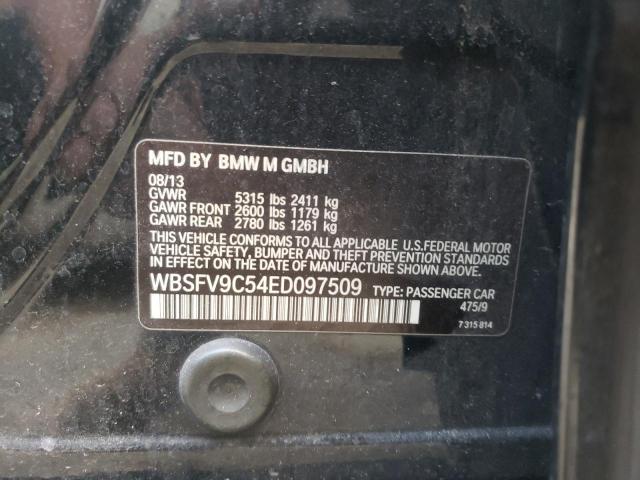 MFD BY BMW M GMBH
08/13
GVWR 5315 lbs 2411 kg
GAWR FRONT 2600 lbs 1179 kg
GAWR REAR 2780 lbs 1261 kg
THIS VEHICLE CONFORMS TO ALL APPLICABLE U.S.FEDERAL MOTOR
VEHICLE SAFETY, BUMPER AND THEFT PREVENTION STANDARDS
IN EFFECT ON THE DATE OF MANUFACTURE SHOWN ABOVE.
WBSFV9C54ED097509 TYPE: PASSENGER CAR
475/9
7 315 814